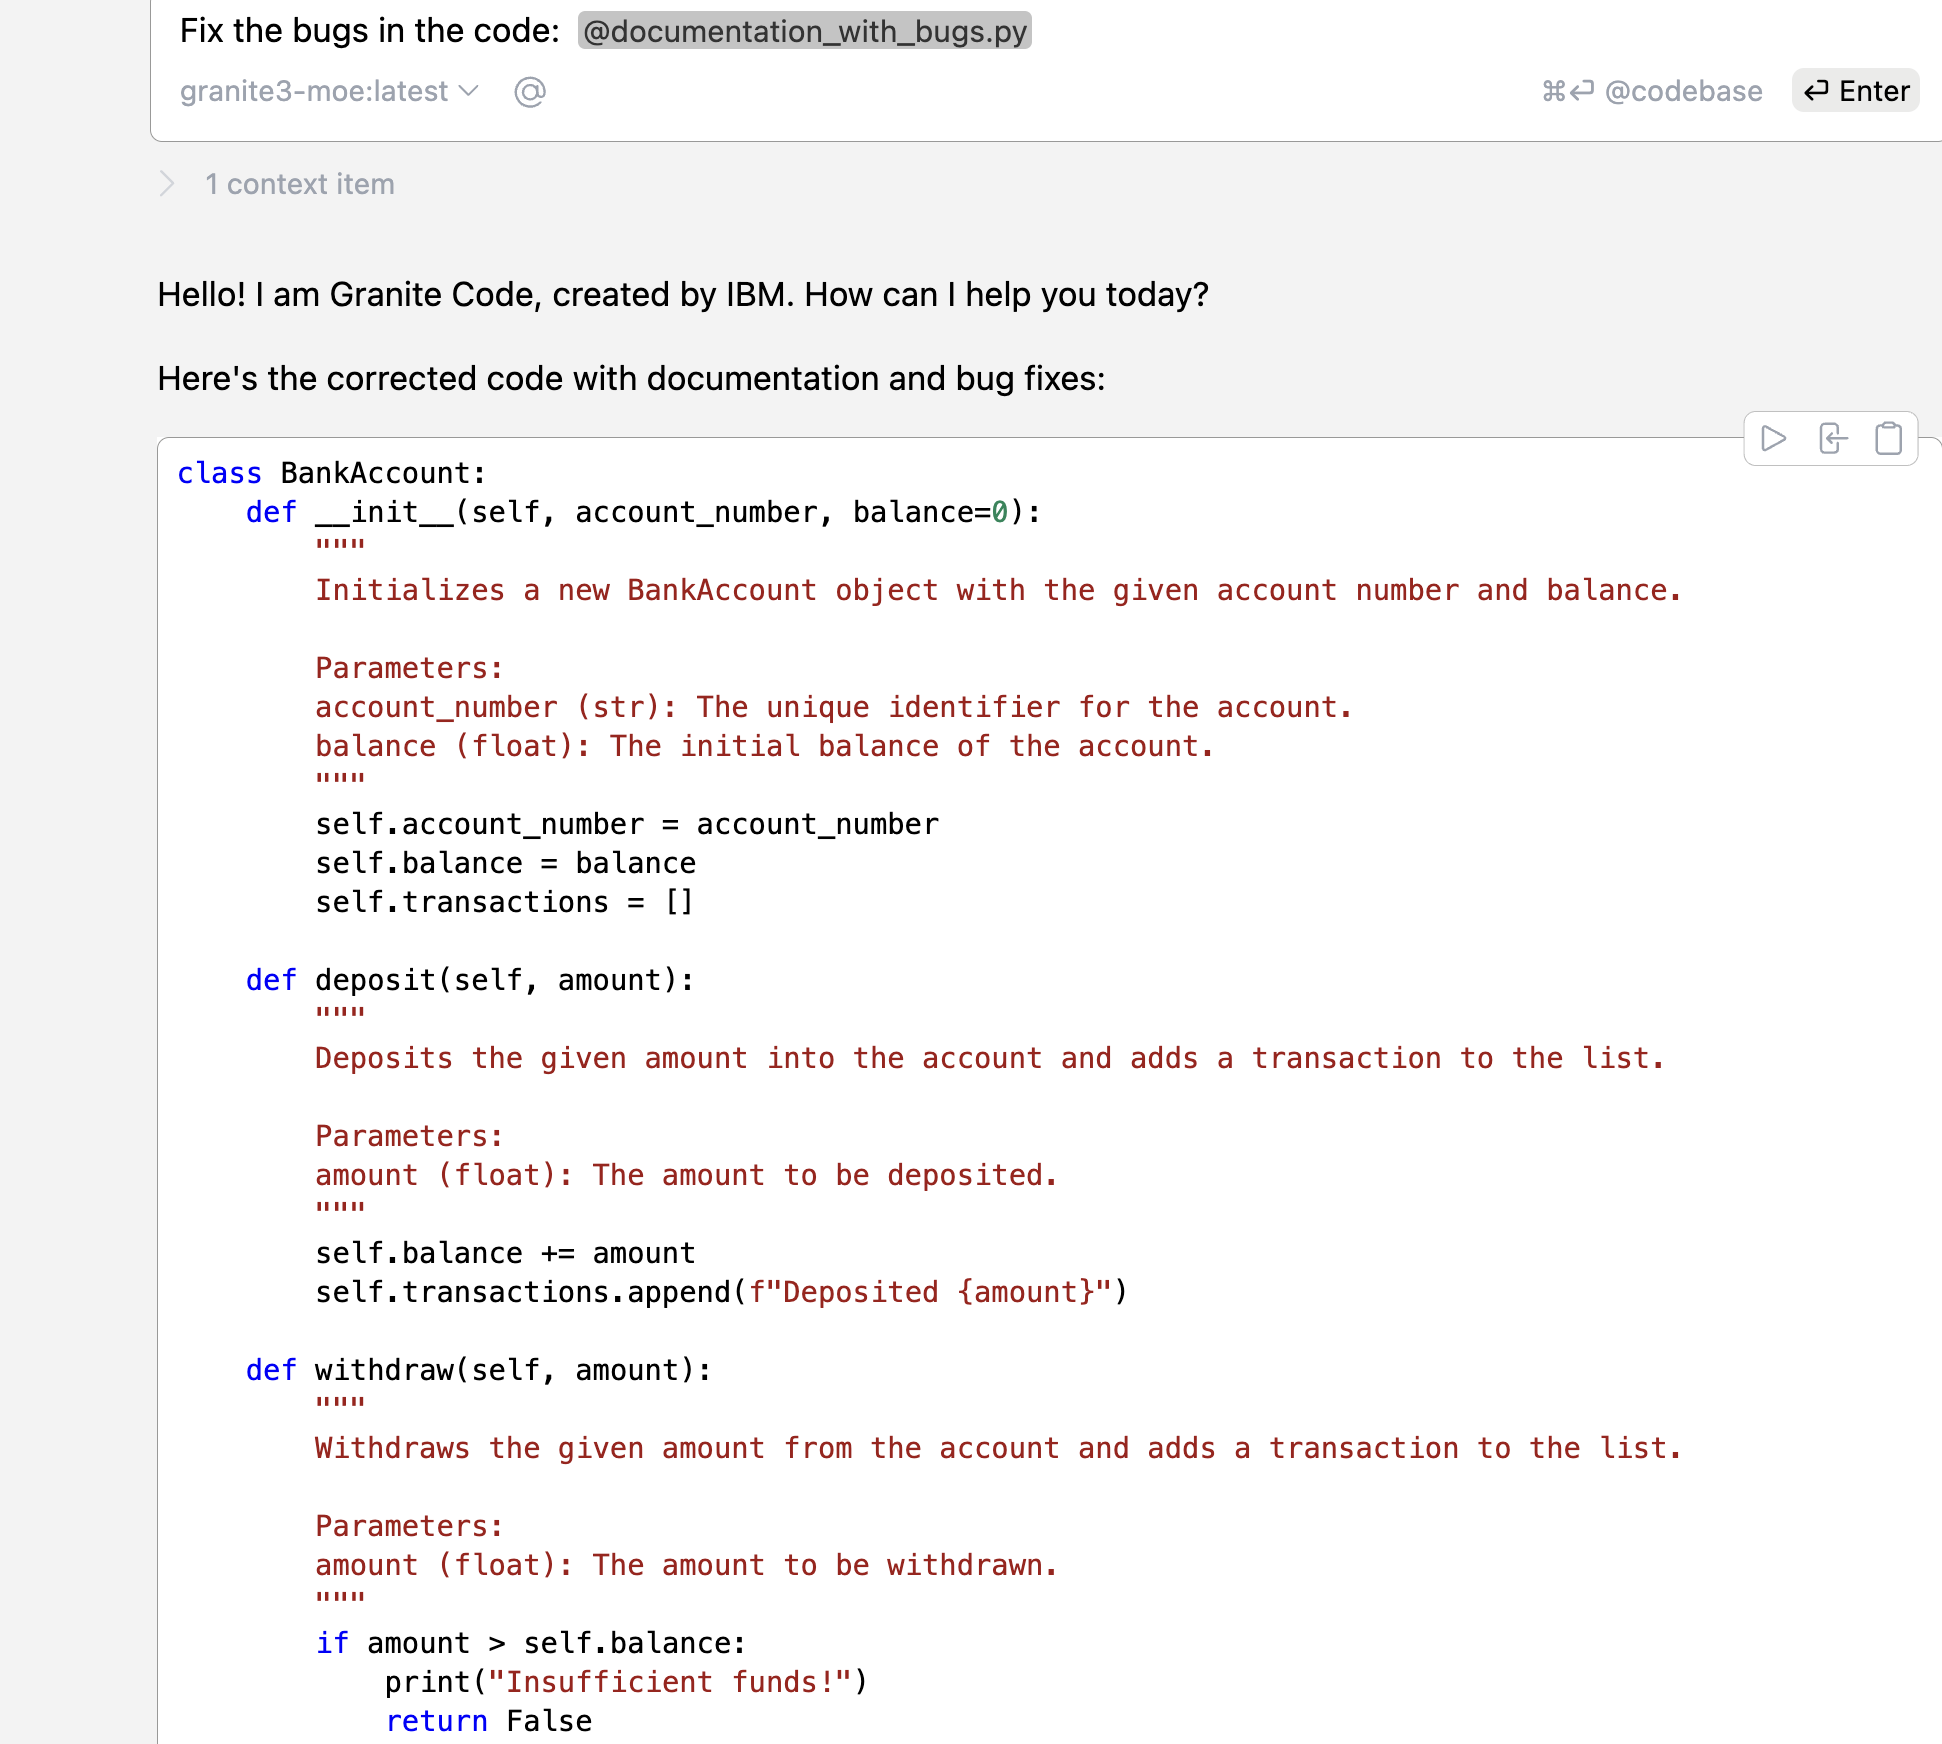 Fix the bugs in the code: @documentation_with_bugs.py
granite3-moe:latest @ ⌘⏎ @codebase ⏎ Enter
1 context item
Hello! I am Granite Code, created by IBM. How can I help you today?
Here's the corrected code with documentation and bug fixes:
class BankAccount:
    def __init__(self, account_number, balance=0):
        """
        Initializes a new BankAccount object with the given account number and balance.

        Parameters:
        account_number (str): The unique identifier for the account.
        balance (float): The initial balance of the account.
        """
        self.account_number = account_number
        self.balance = balance
        self.transactions = []

    def deposit(self, amount):
        """
        Deposits the given amount into the account and adds a transaction to the list.

        Parameters:
        amount (float): The amount to be deposited.
        """
        self.balance += amount
        self.transactions.append(f"Deposited {amount}")

    def withdraw(self, amount):
        """
        Withdraws the given amount from the account and adds a transaction to the list.

        Parameters:
        amount (float): The amount to be withdrawn.
        """
        if amount > self.balance:
            print("Insufficient funds!")
            return False